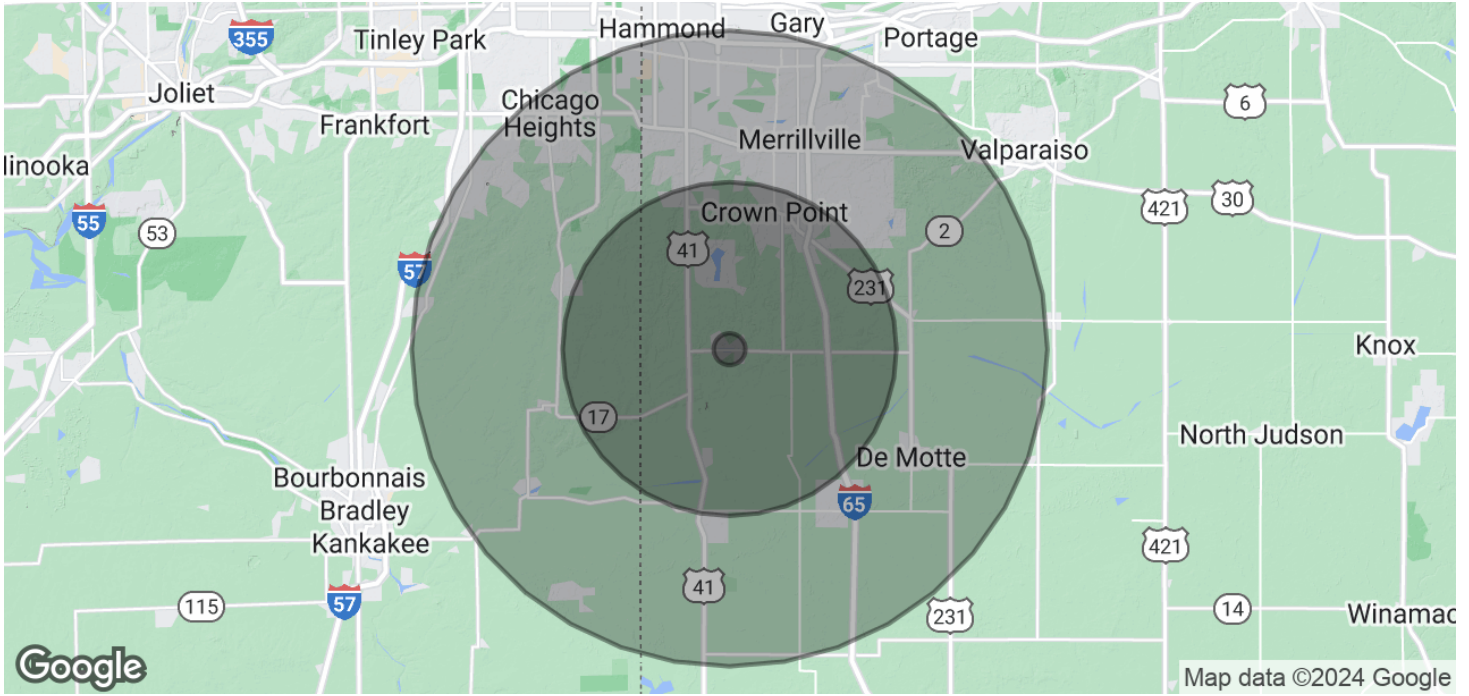 355
Tinley Park
Hammond
Gary
Portage
Joliet
Chicago
Heights
6
Frankfort
Merrillville
Valparaiso
linooka
55
53
421
30
Crown Point
2
41
57
231
Knox
17
North Judson
De Motte
Bourbonnais
Bradley
65
Kankakee
421
41
57
115
231
14
Winamac
Google
Map data ©2024 Google